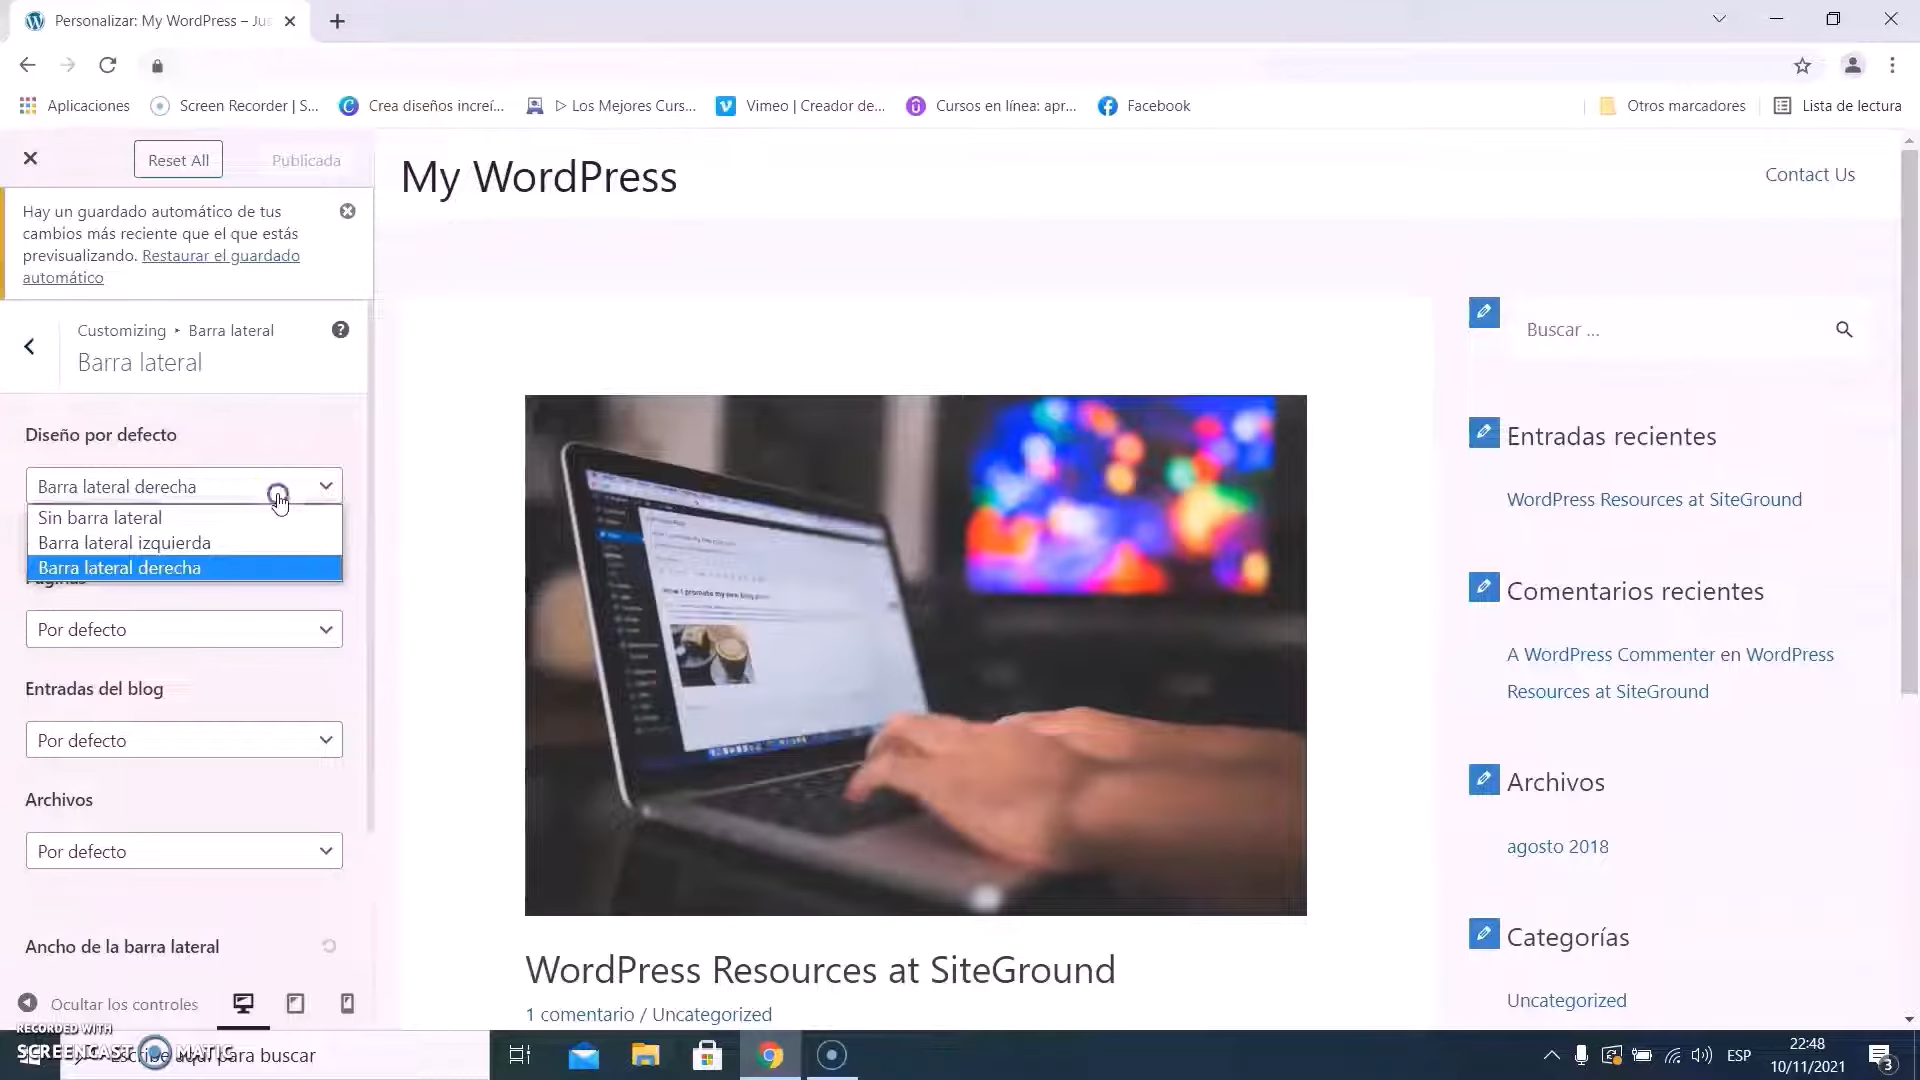 Personalizar: My WordPress – Jus
Aplicaciones
Screen Recorder | S...
Crea diseños increí...
▷ Los Mejores Curs...
Vimeo | Creador de...
Cursos en línea: apr...
Facebook
Otros marcadores
Lista de lectura
Reset All
Publicada
Hay un guardado automático de tus
cambios más reciente que el que estás
previsualizando. Restaurar el guardado
automático
Customizing ▸ Barra lateral
Barra lateral
Diseño por defecto
Barra lateral derecha
Sin barra lateral
Barra lateral izquierda
Barra lateral derecha
Páginas
Por defecto
Entradas del blog
Por defecto
Archivos
Por defecto
Ancho de la barra lateral
Ocultar los controles
My WordPress
Contact Us
WordPress Resources at SiteGround
1 comentario / Uncategorized
Buscar ...
Entradas recientes
WordPress Resources at SiteGround
Comentarios recientes
A WordPress Commenter en WordPress
Resources at SiteGround
Archivos
agosto 2018
Categorías
Uncategorized
RECORDED WITH
SCREENCAST MATIC
Escribe aquí para buscar
ESP
22:48
10/11/2021
3